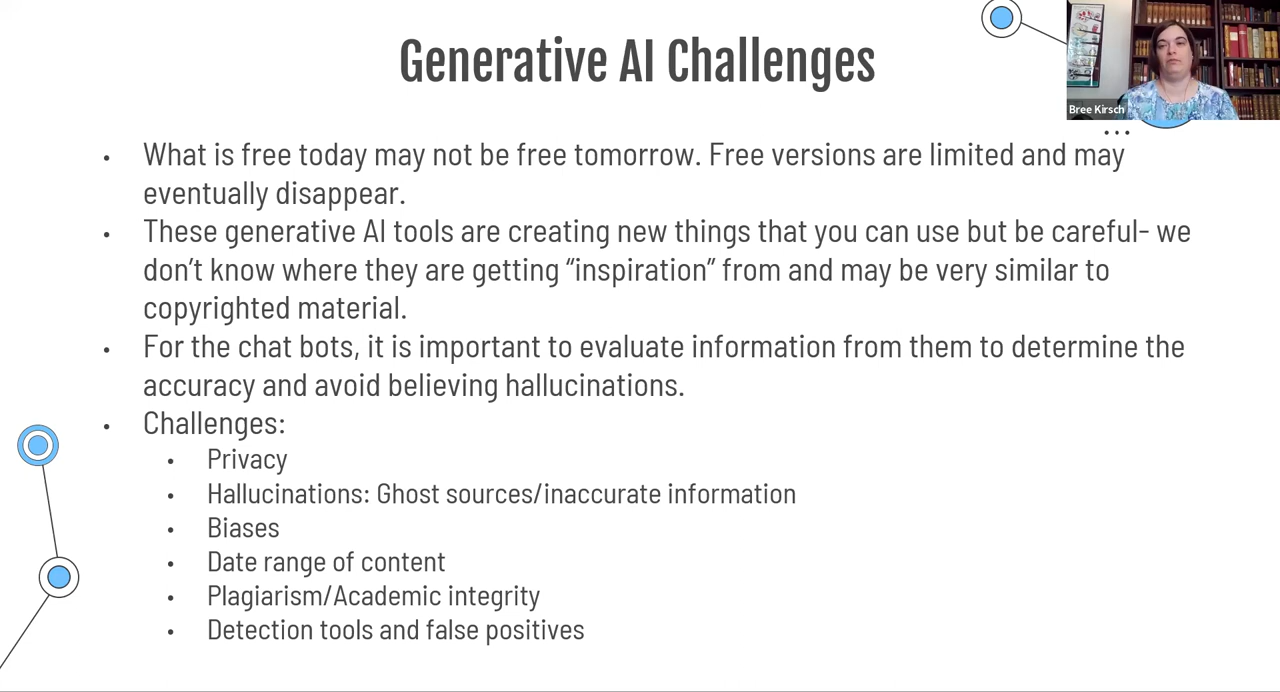 Generative AI Challenges
Bree Kirsch
• What is free today may not be free tomorrow. Free versions are limited and may
eventually disappear.
• These generative AI tools are creating new things that you can use but be careful- we
don’t know where they are getting “inspiration” from and may be very similar to
copyrighted material.
• For the chat bots, it is important to evaluate information from them to determine the
accuracy and avoid believing hallucinations.
• Challenges:
• Privacy
• Hallucinations: Ghost sources/inaccurate information
• Biases
• Date range of content
• Plagiarism/Academic integrity
• Detection tools and false positives